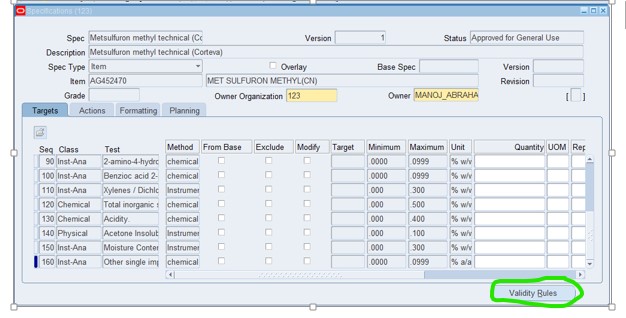 Specifications (123)
Spec Metsulfuron methyl technical (Cc Version 1 Status Approved for General Use
Description Metsulfuron methyl technical (Corteva)
Spec Type Item Overlay Base Spec Version
Item AG452470 MET SULFURON METHYL(CN) Revision
Grade Owner Organization 123 Owner MANOJ_ABRAHA [ ]
Targets Actions Formatting Planning
Seq Class Test Method From Base Exclude Modify Target Minimum Maximum Unit Quantity UOM Rep
90 Inst-Ana 2-amino-4-hydrc chemical .0000 .0999 % w/v
100 Inst-Ana Benzioc acid 2- chemical .0000 .0999 % w/v
110 Inst-Ana Xylenes / Dichlc Instrumer .000 .300 % w/v
120 Chemical Total inorganic s chemical .000 .500 % w/v
130 Chemical Acidity. chemical .000 .400 % w/v
140 Physical Acetone Insolub Instrumer .000 .100 % w/v
150 Inst-Ana Moisture Conter Instrumer .000 .300 % w/v
160 Inst-Ana Other single imp chemical .0000 .0999 % a/a
Validity Rules